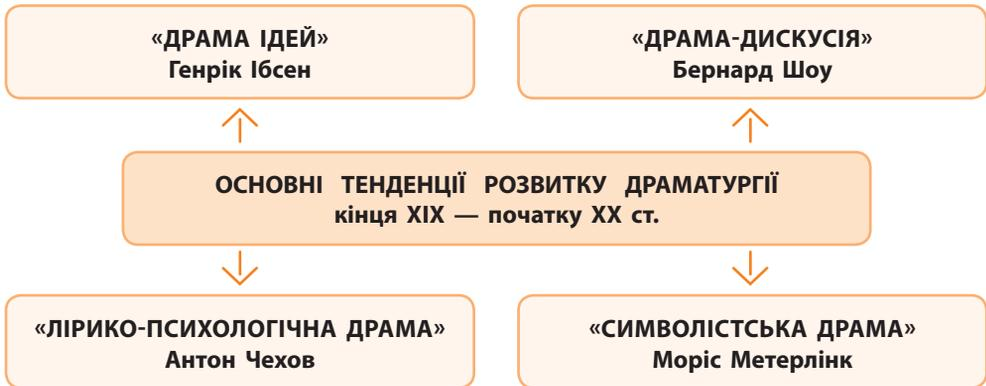 «ДРАМА ІДЕЙ»
Генрік Ібсен
«ДРАМА-ДИСКУСІЯ»
Бернард Шоу
ОСНОВНІ ТЕНДЕНЦІЇ РОЗВИТКУ ДРАМАТУРГІЇ
кінця XIX — початку XX ст.
«ЛІРИКО-ПСИХОЛОГІЧНА ДРАМА»
Антон Чехов
«СИМВОЛІСТСЬКА ДРАМА»
Моріс Метерлінк